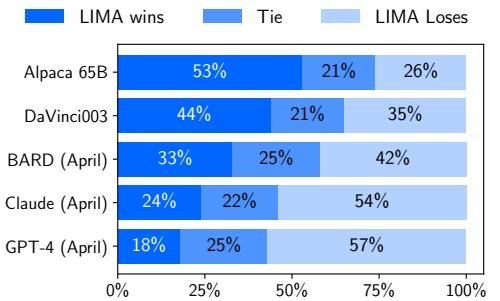 LIMA wins Tie LIMA Loses
Alpaca 65B 53% 21% 26%
DaVinci003 44% 21% 35%
BARD (April) 33% 25% 42%
Claude (April) 24% 22% 54%
GPT-4 (April) 18% 25% 57%
0% 25% 50% 75% 100%